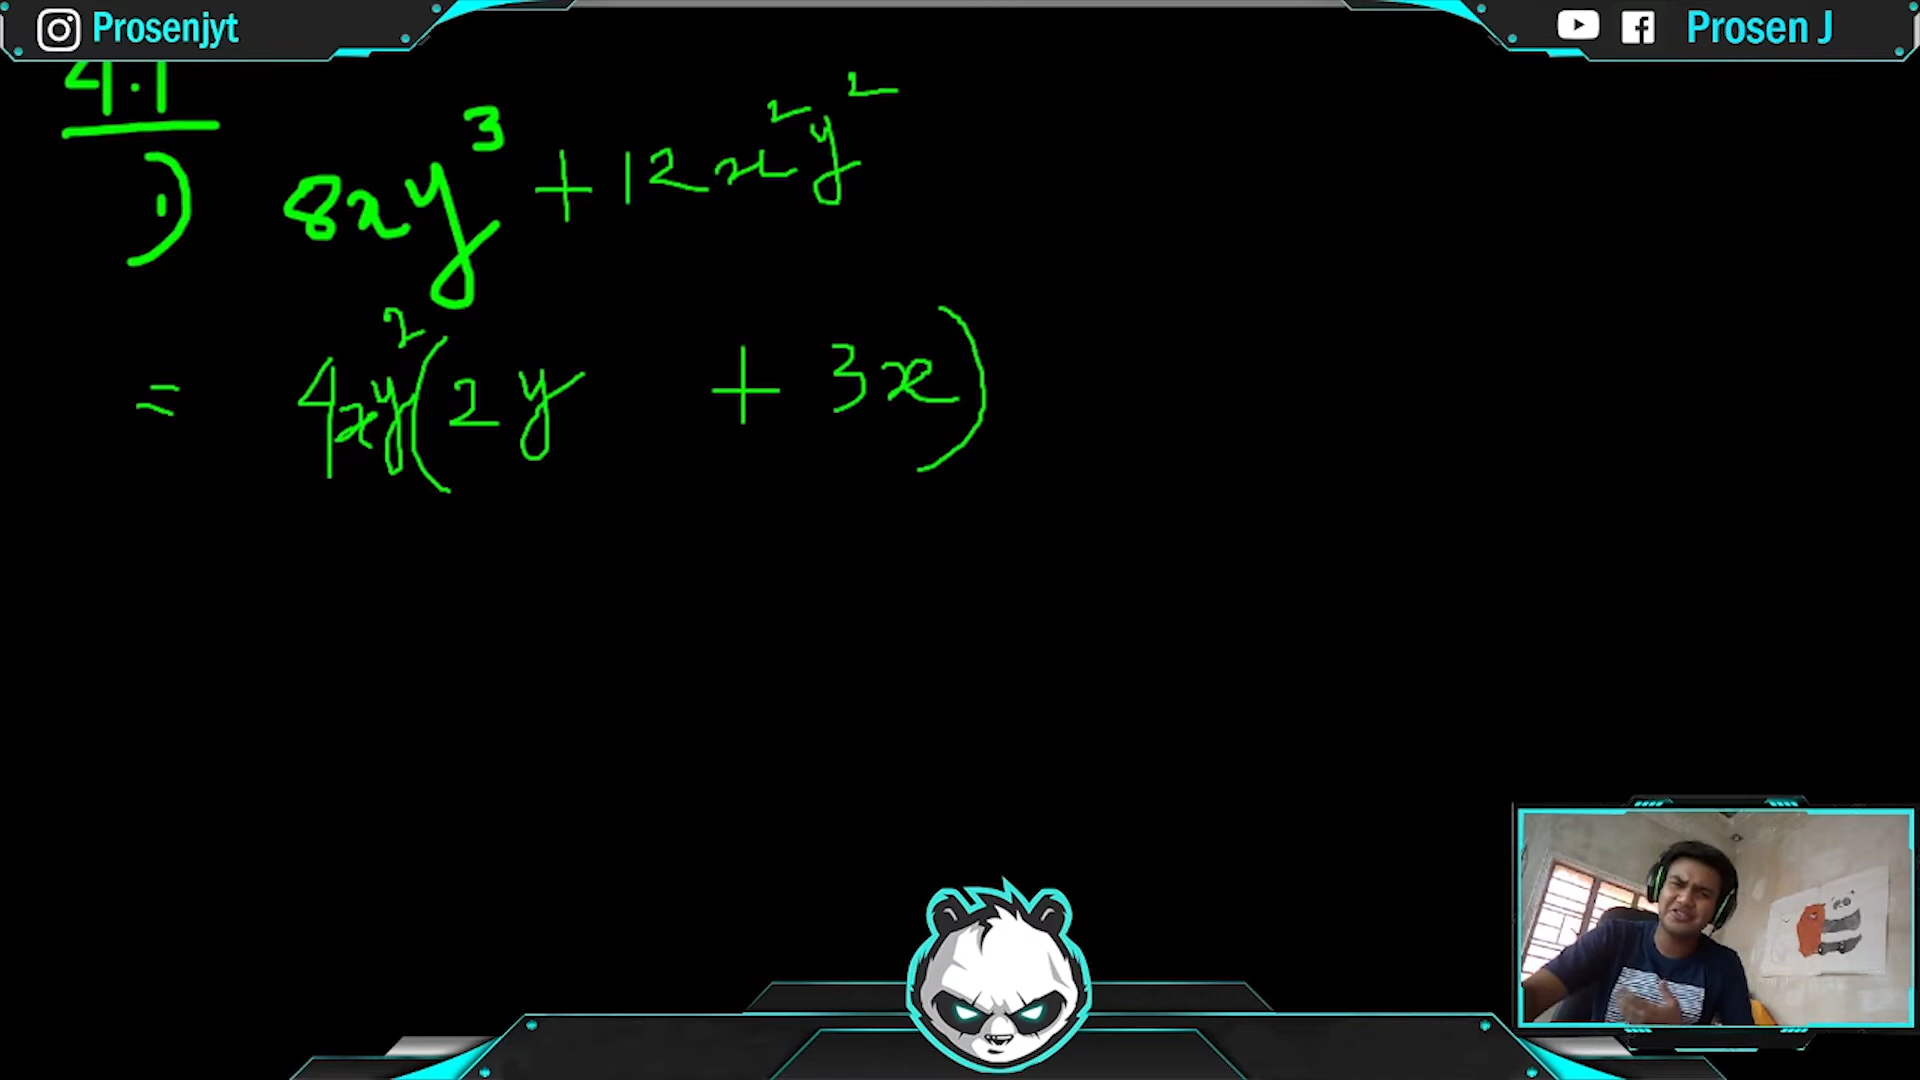 Prosenjyt
Prosen J
4.1
i) 8xy³ + 12x²y²
= 4xy²(2y + 3x)